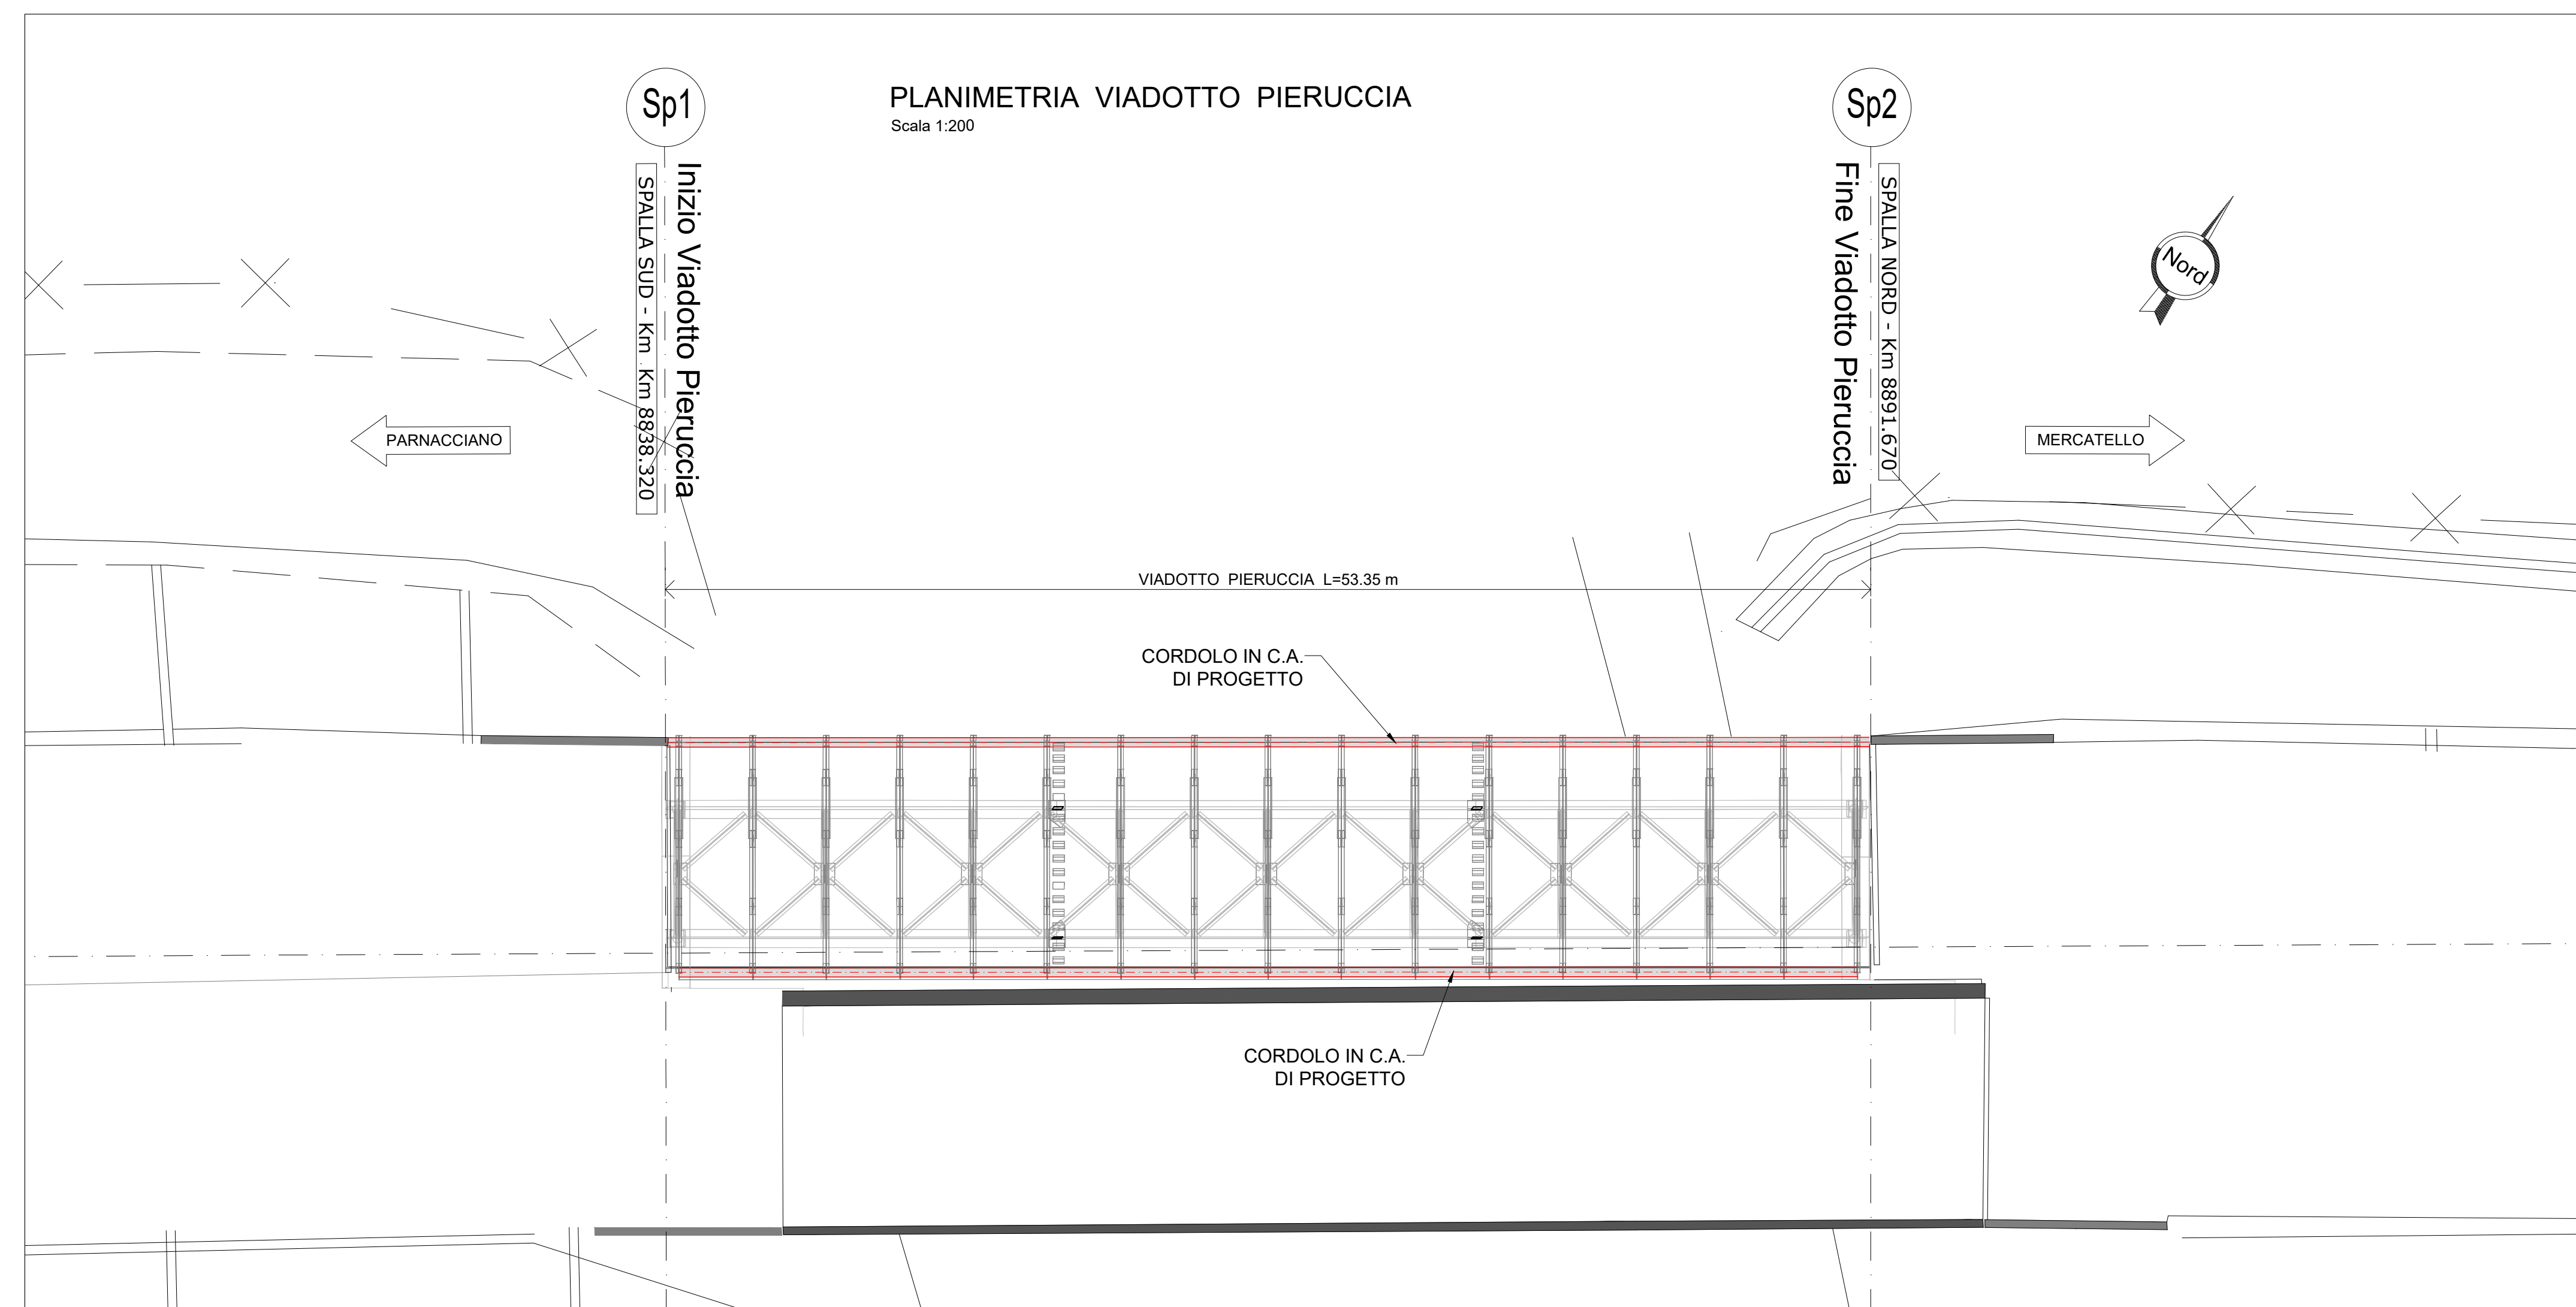 Sp1
PLANIMETRIA VIADOTTO PIERUCCIA
Scala 1:200
Sp2
SPALLA SUD - Km Km 8838.320
Inizio Viadotto Pieruccia
Fine Viadotto Pieruccia
SPALLA NORD - Km 8891.670
Nord
PARNACCIANO
MERCATELLO
VIADOTTO PIERUCCIA L=53.35 m
CORDOLO IN C.A.
DI PROGETTO
CORDOLO IN C.A.
DI PROGETTO